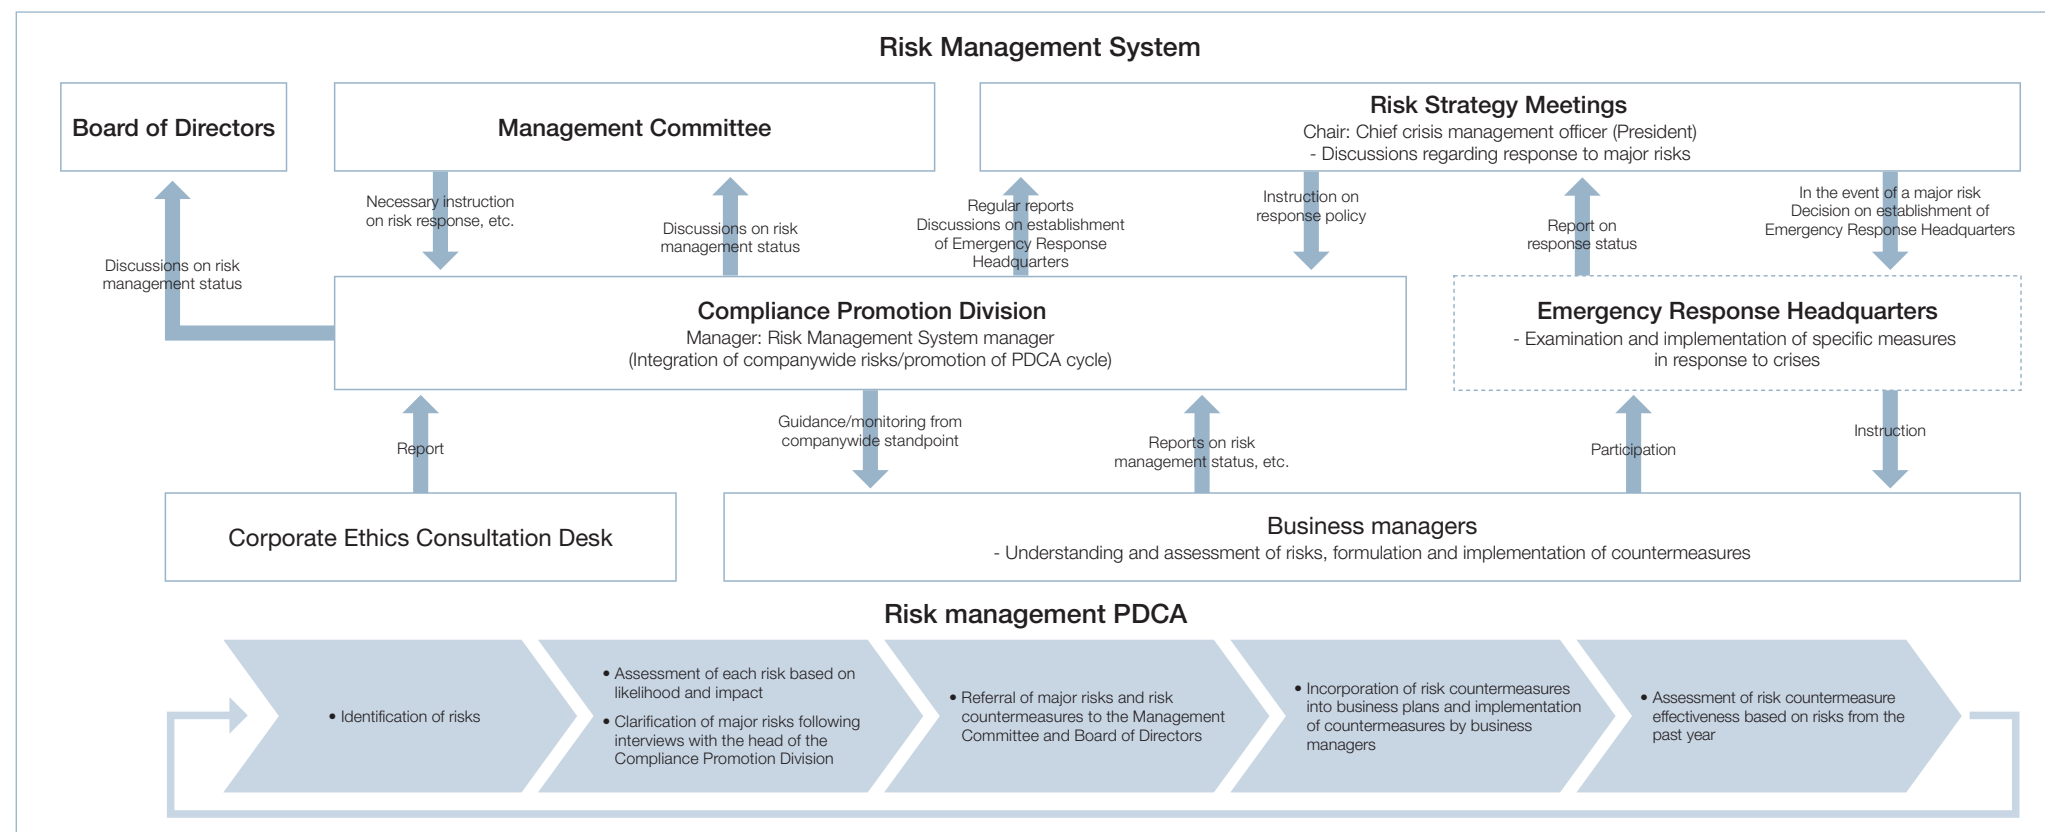 Risk Management System
Board of Directors
Management Committee
Risk Strategy Meetings
Chair: Chief crisis management officer (President)
- Discussions regarding response to major risks
Discussions on risk
management status
Necessary instruction
on risk response, etc.
Discussions on risk
management status
Regular reports
Discussions on establishment
of Emergency Response
Headquarters
Instruction on
response policy
Report on
response status
In the event of a major risk
Decision on establishment of
Emergency Response Headquarters
Compliance Promotion Division
Manager: Risk Management System manager
(Integration of companywide risks/promotion of PDCA cycle)
Emergency Response Headquarters
- Examination and implementation of specific measures
in response to crises
Report
Guidance/monitoring from
companywide standpoint
Reports on risk
management status, etc.
Participation
Instruction
Corporate Ethics Consultation Desk
Business managers
- Understanding and assessment of risks, formulation and implementation of countermeasures
Risk management PDCA
• Identification of risks
• Assessment of each risk based on
likelihood and impact
• Clarification of major risks following
interviews with the head of the
Compliance Promotion Division
• Referral of major risks and risk
countermeasures to the Management
Committee and Board of Directors
• Incorporation of risk countermeasures
into business plans and implementation
of countermeasures by business
managers
• Assessment of risk countermeasure
effectiveness based on risks from the
past year